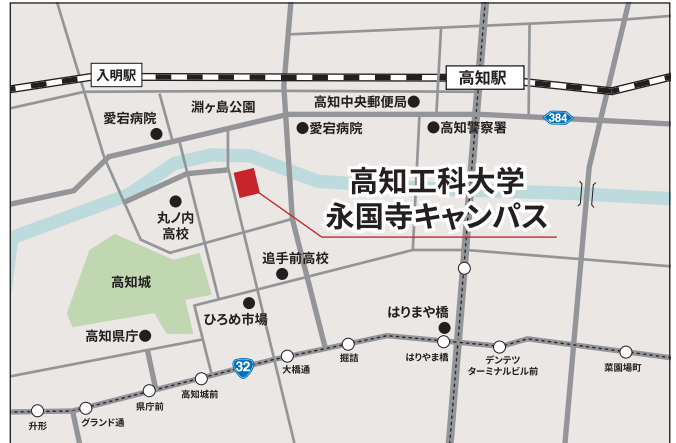 入明駅
高知駅
淵ヶ島公園
高知中央郵便局
愛宕病院
愛宕病院
高知警察署
384
高知工科大学
永国寺キャンパス
丸ノ内
高校
追手前高校
高知城
ひろめ市場
はりまや橋
高知県庁
32
大橋通
掘詰
はりやま橋
デンテツ
ターミナルビル前
菜園場町
高知城前
県庁前
グランド通
升形